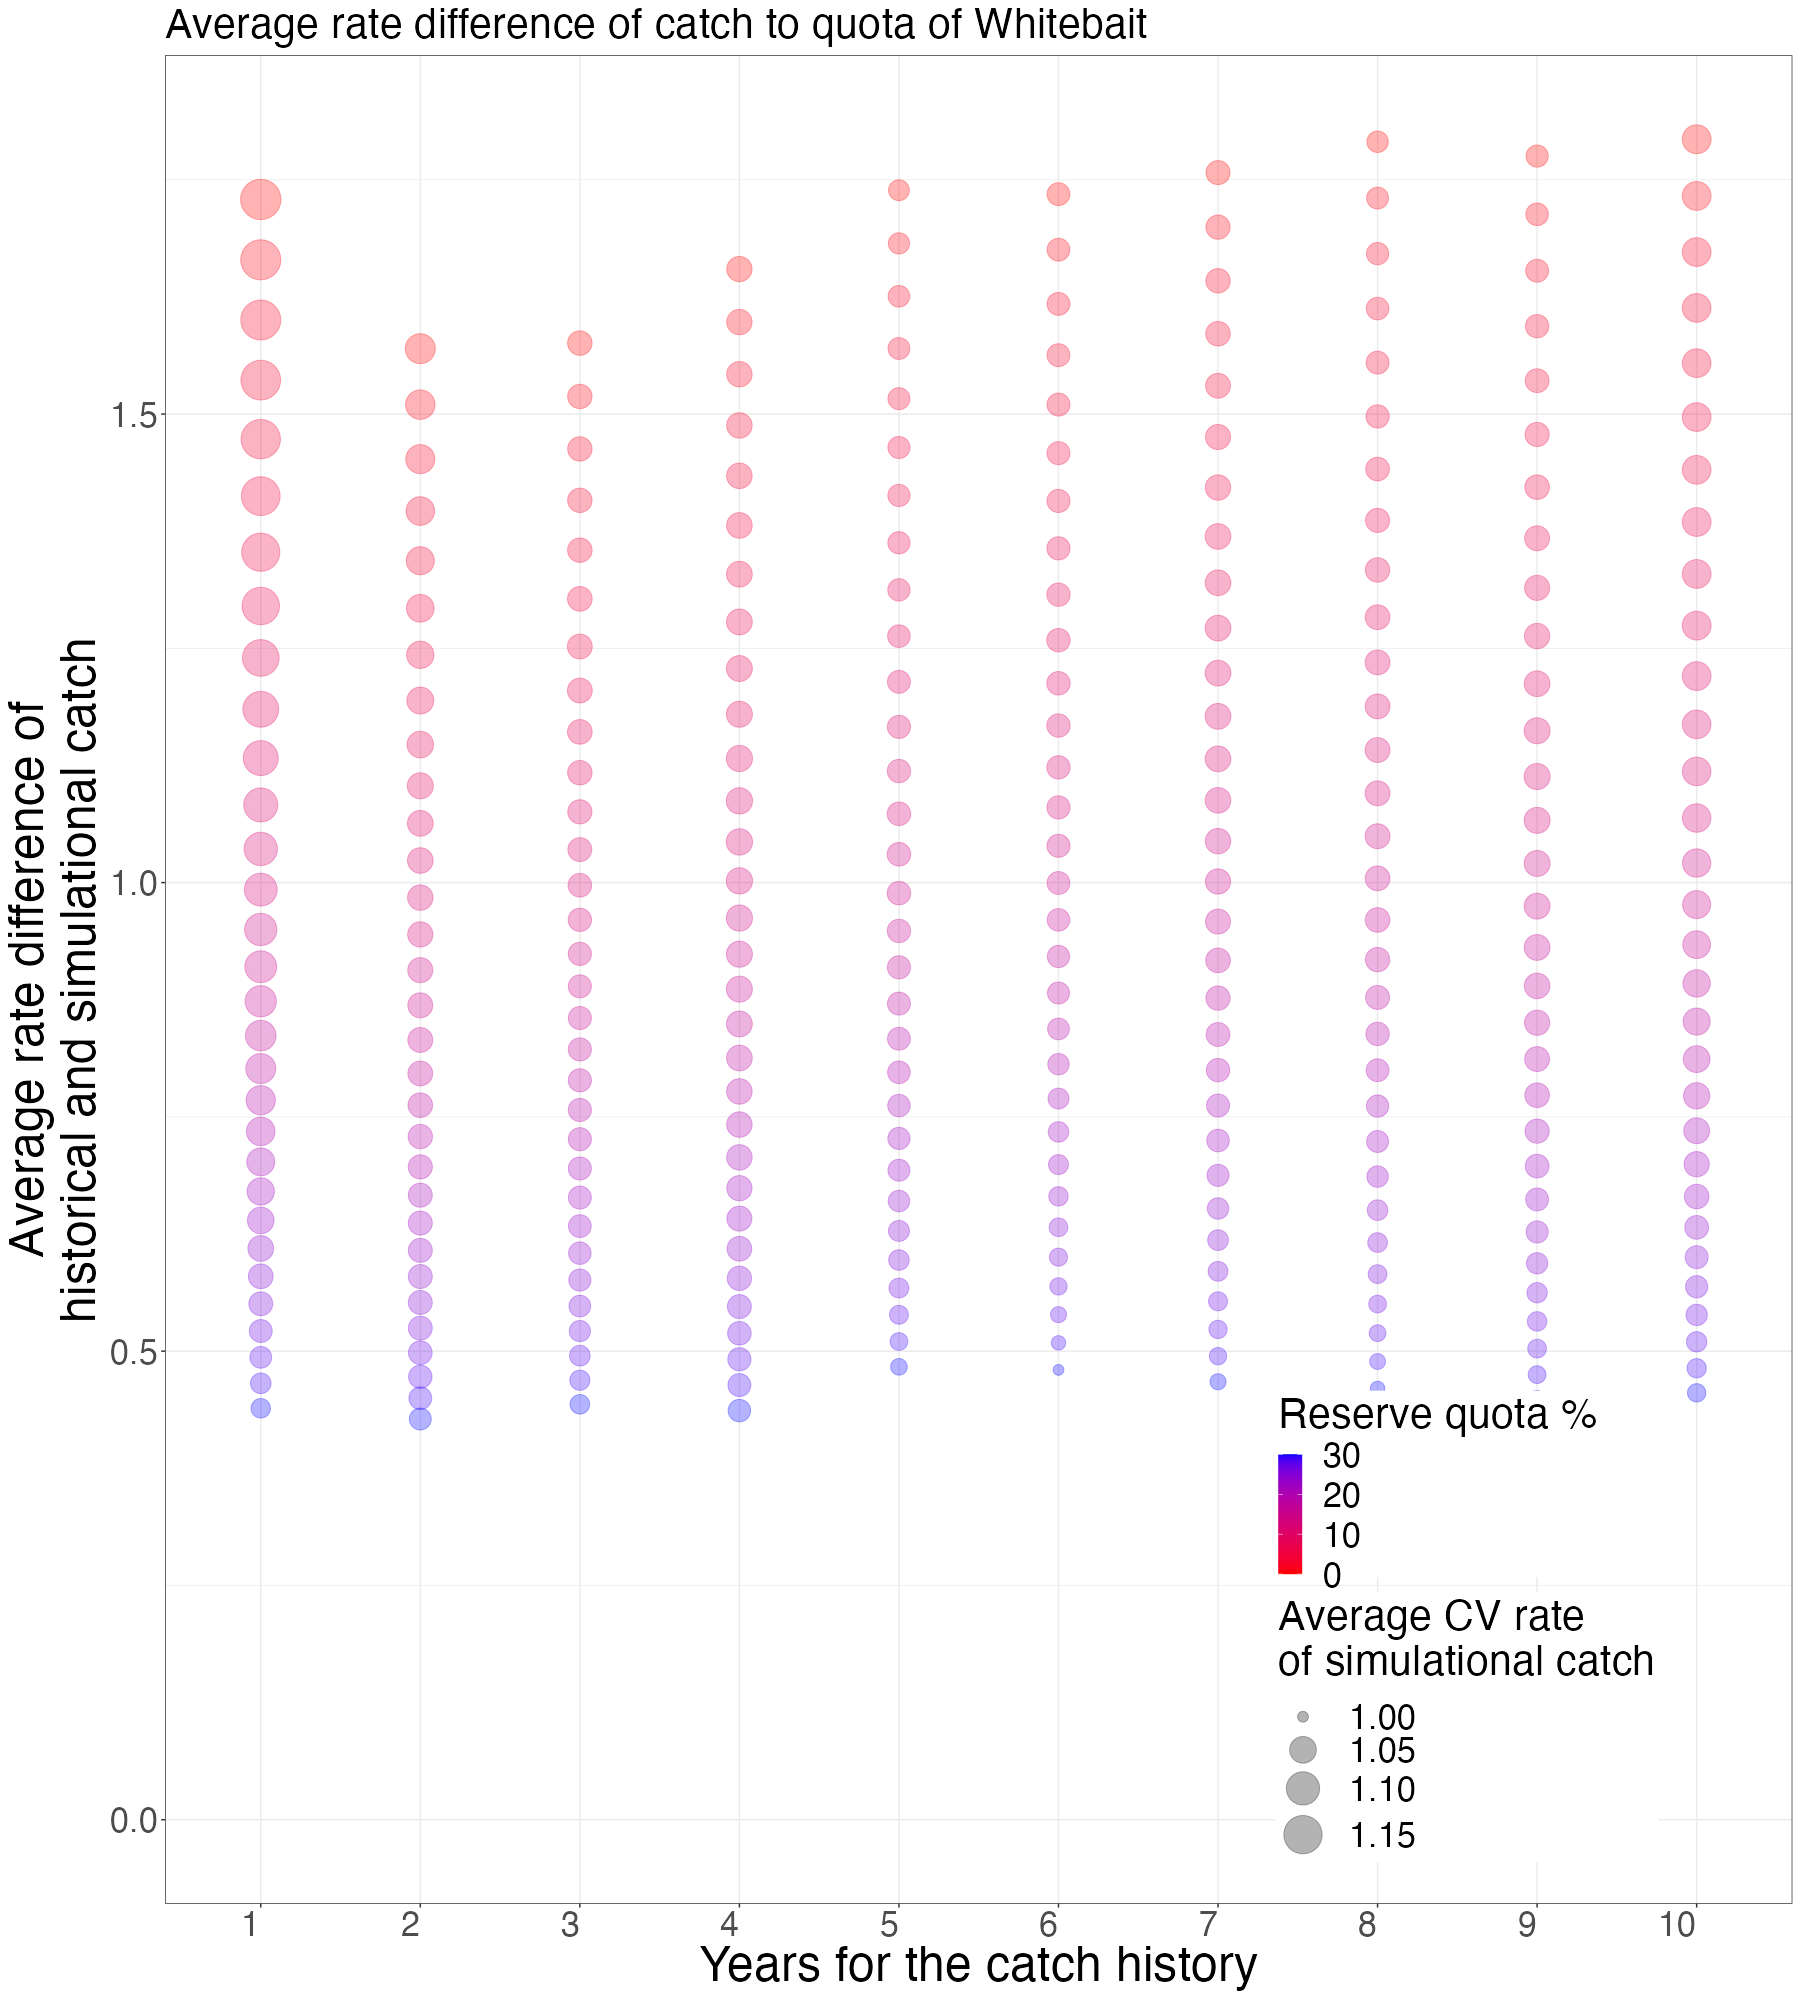 Average rate difference of catch to quota of Whitebait
Average rate difference of
historical and simulational catch
1.5
1.0
0.5
0.0
Reserve quota %
30
20
10
0
Average CV rate
of simulational catch
1.00
1.05
1.10
1.15
1 2 3 4 5 6 7 8 9 10
Years for the catch history